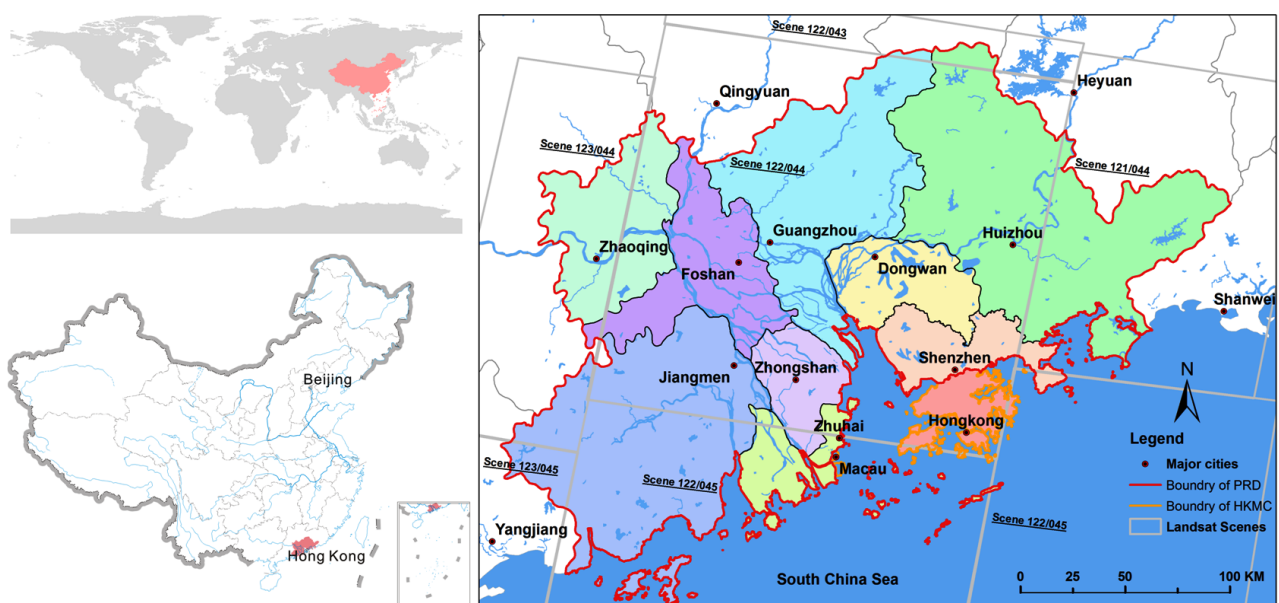 Beijing
Hong Kong
Scene 122/043
Heyuan
Qingyuan
Scene 123/044
Scene 122/044
Scene 121/044
Guangzhou
Huizhou
Zhaoqing
Foshan
Dongwan
Shanwei
Shenzhen
Zhongshan
Jiangmen
N
Zhuhai
Hongkong
Macau
Scene 123/045
Scene 122/045
Scene 122/045
Yangjiang
South China Sea
Legend
Major cities
Boundry of PRD
Boundry of HKMC
Landsat Scenes
0 25 50 100 KM